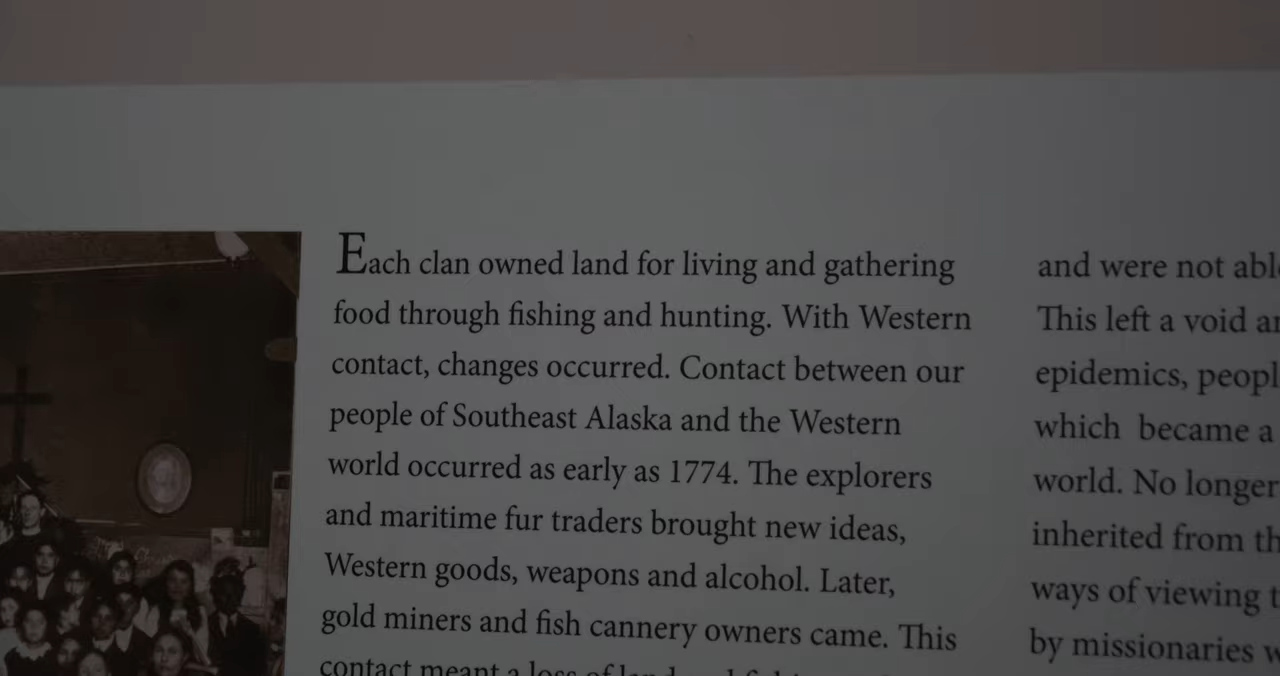 Each clan owned land for living and gathering
food through fishing and hunting. With Western
contact, changes occurred. Contact between our
people of Southeast Alaska and the Western
world occurred as early as 1774. The explorers
and maritime fur traders brought new ideas,
Western goods, weapons and alcohol. Later,
gold miners and fish cannery owners came. This
contact meant a loss of
and were not
This left a void
epidemics,
which became a
world. No longer
inherited from
ways of viewing
by missionaries